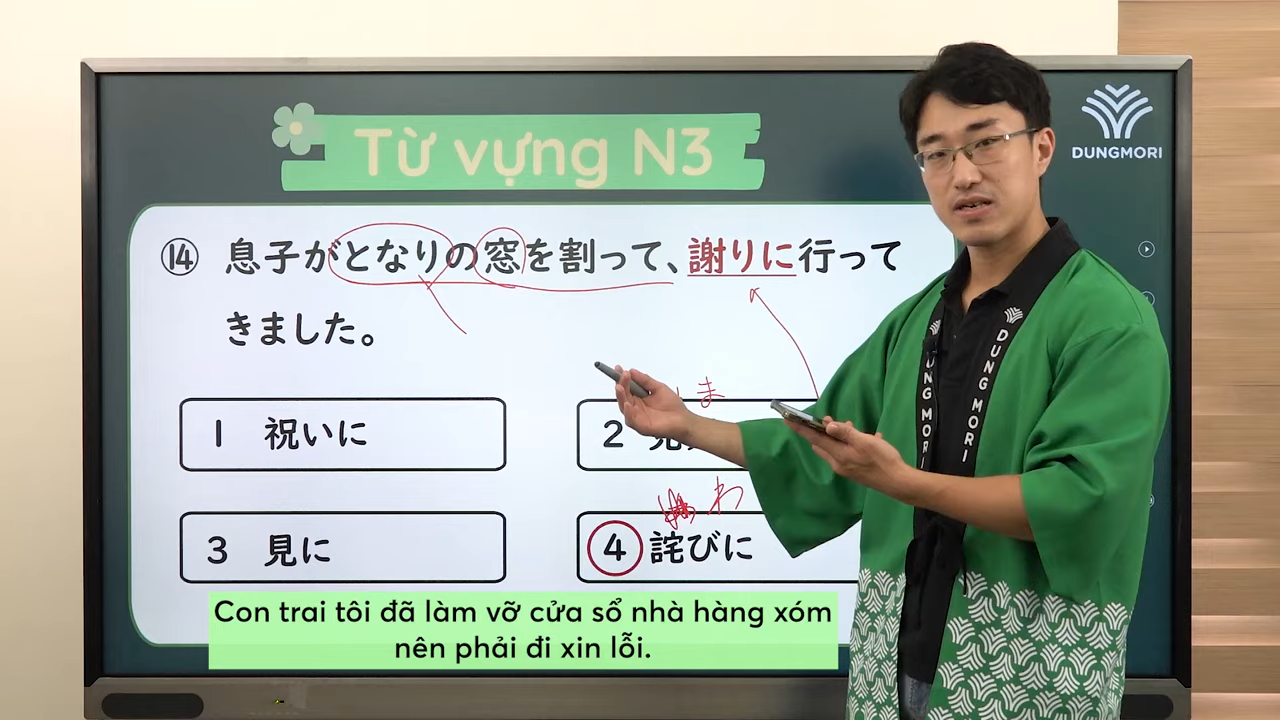 Từ vựng N3
DUNGMORI
⑭ 息子がとなりの窓を割って、謝りに行って
きました。
ま
1 祝いに
2
わ
3 見に
4 詫びに
Con trai tôi đã làm vỡ cửa sổ nhà hàng xóm
nên phải đi xin lỗi.
DUNG MORI
UNG MORI